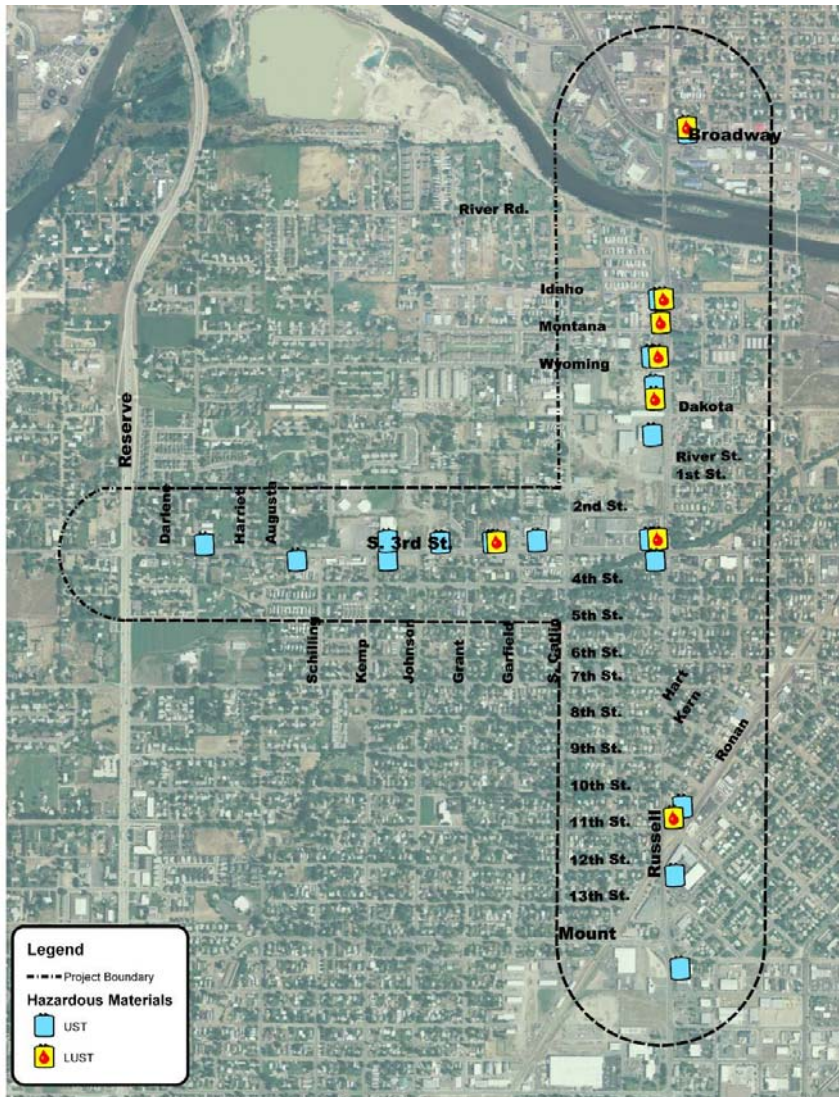 Broadway
River Rd.
Idaho
Montana
Wyoming
Dakota
Reserve
River St.
1st St.
2nd St.
Darlene
Harriet
Augusta
S. 3rd St.
4th St.
5th St.
Schilling
Kemp
Johnson
Grant
Garfield
S. Catlin
6th St.
7th St.
Hart
Kern
8th St.
Ronan
9th St.
10th St.
11th St.
Russell
12th St.
13th St.
Mount
Legend
Project Boundary
Hazardous Materials
UST
LUST